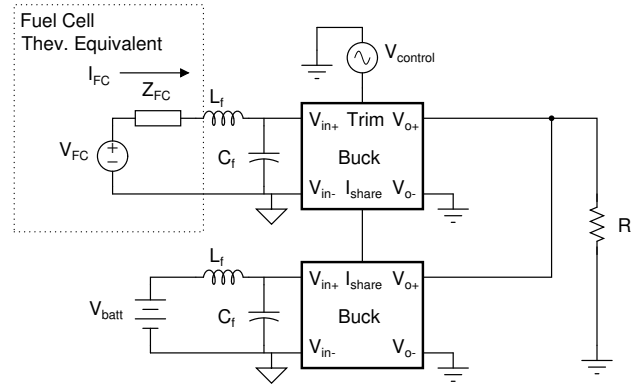 Fuel Cell
Thev. Equivalent
I_FC
Z_FC
L_f
V_control
V_in+ Trim V_o+
V_FC
+
−
C_f
Buck
V_in- I_share V_o-
R
L_f
V_in+ I_share V_o+
V_batt
C_f
Buck
V_in- V_o-